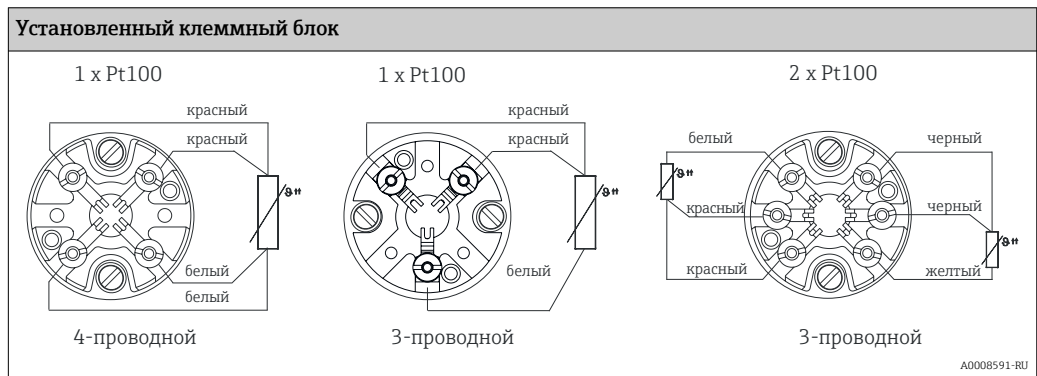 Установленный клеммный блок
1 x Pt100
1 x Pt100
2 x Pt100
красный
красный
белый
белый
4-проводной
красный
красный
белый
3-проводной
белый
красный
красный
черный
черный
желтый
3-проводной
A0008591-RU